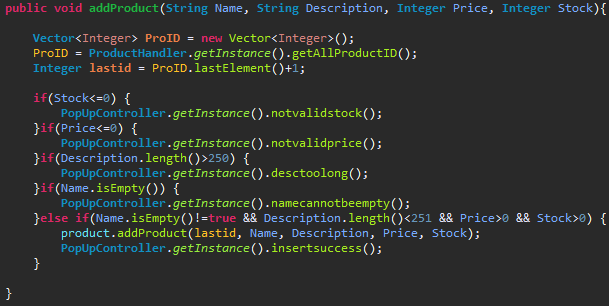 public void addProduct(String Name, String Description, Integer Price, Integer Stock){
Vector<Integer> ProID = new Vector<Integer>();
ProID = ProductHandler.getInstance().getAllProductID();
Integer lastid = ProID.lastElement()+1;
if(Stock<=0) {
PopUpController.getInstance().notvalidstock();
}if(Price<=0) {
PopUpController.getInstance().notvalidprice();
}if(Description.length()>250) {
PopUpController.getInstance().desctoolong();
}if(Name.isEmpty()) {
PopUpController.getInstance().namecannotbeempty();
}else if(Name.isEmpty()!=true && Description.length()<251 && Price>0 && Stock>0) {
product.addProduct(lastid, Name, Description, Price, Stock);
PopUpController.getInstance().insertsuccess();
}
}